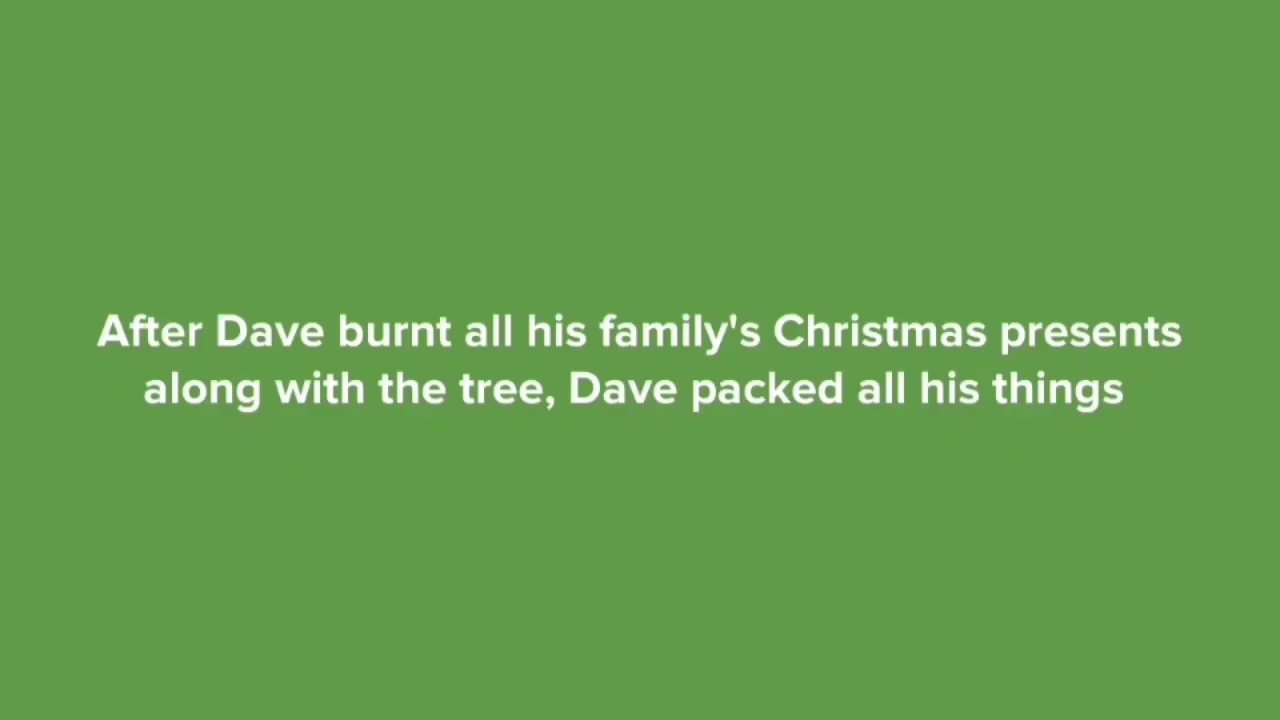 After Dave burnt all his family's Christmas presents
along with the tree, Dave packed all his things